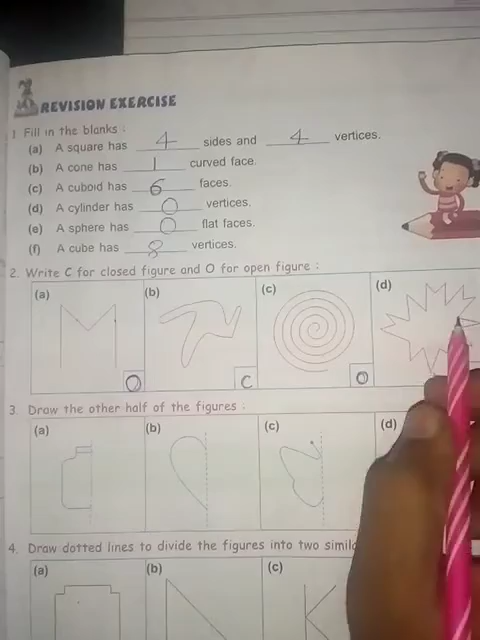 REVISION EXERCISE
1 Fill in the blanks :
(a) A square has 4 sides and 4 vertices.
(b) A cone has 1 curved face.
(c) A cuboid has 6 faces.
(d) A cylinder has 0 vertices.
(e) A sphere has 0 flat faces.
(f) A cube has 8 vertices.
2. Write C for closed figure and O for open figure :
(a) (b) (c) (d)
O C O
3. Draw the other half of the figures :
(a) (b) (c) (d)
4. Draw dotted lines to divide the figures into two
(a) (b) (c)